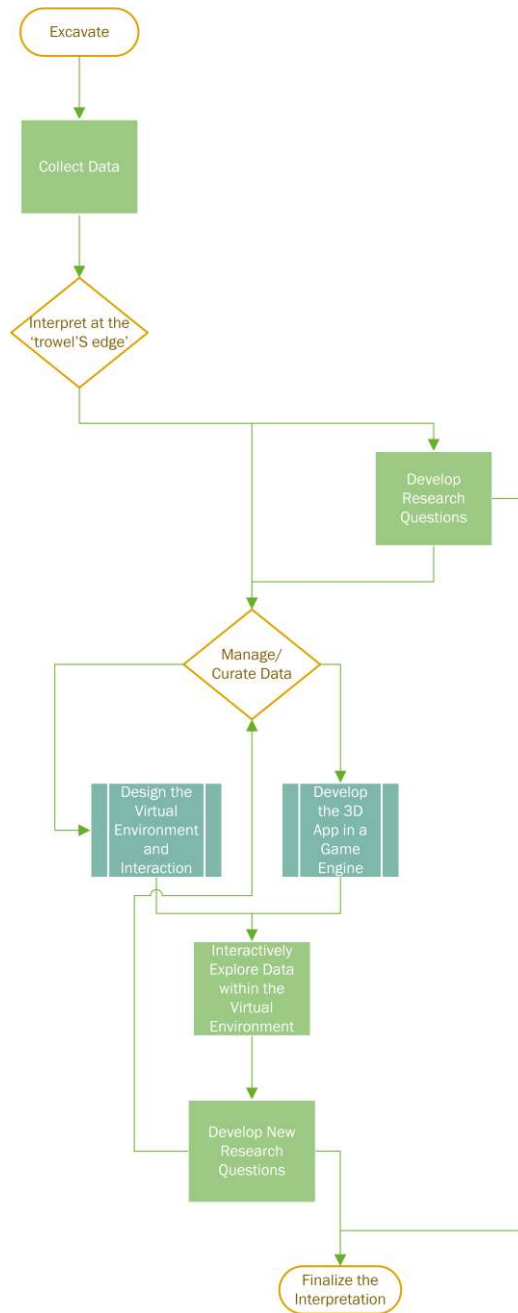 Excavate
Collect Data
Interpret at the
‘trowel’S edge’
Develop
Research
Questions
Manage/
Curate Data
Design the
Virtual
Environment
and
Interaction
Develop
the 3D
App in a
Game
Engine
Interactively
Explore Data
within the
Virtual
Environment
Develop New
Research
Questions
Finalize the
Interpretation